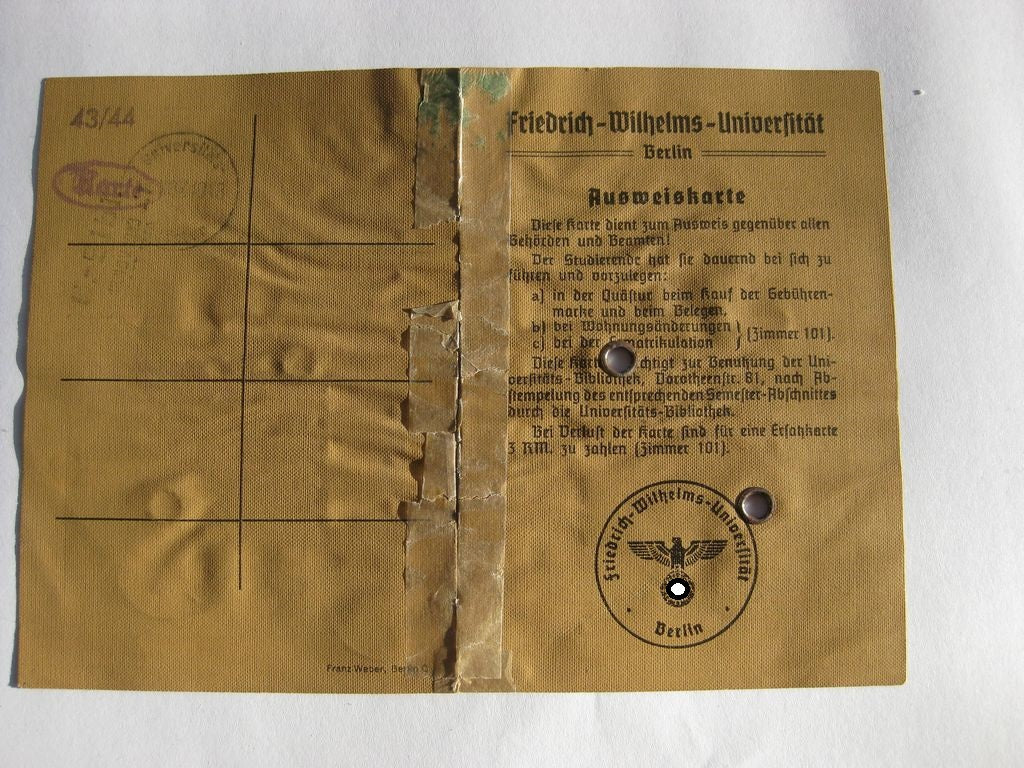 43/44
Universitäts-
Karte
Franz Weber, Berlin C.
Friedrich-Wilhelms-Universität
Berlin
Ausweiskarte
Diese Karte dient zum Ausweis gegenüber allen
Behörden und Beamten!
Der Studierende hat sie dauernd bei sich zu
führen und vorzulegen:
a) in der Quästur beim Kauf der Gebühren-
marke und beim Belegen,
b) bei Wohnungsänderungen } (Zimmer 101).
c) bei der matrikulation
Diese Kart chtigt zur Benutzung der Uni-
versitäts-Bibliothek, Dorotheenstr. 81, nach Ab-
stempelung des entsprechenden Semester-Abschnittes
durch die Universitäts-Bibliothek.
Bei Verlust der Karte sind für eine Ersatzkarte
3 RM. zu zahlen (Zimmer 101).
Friedrich-Wilhelms-Universität
Berlin